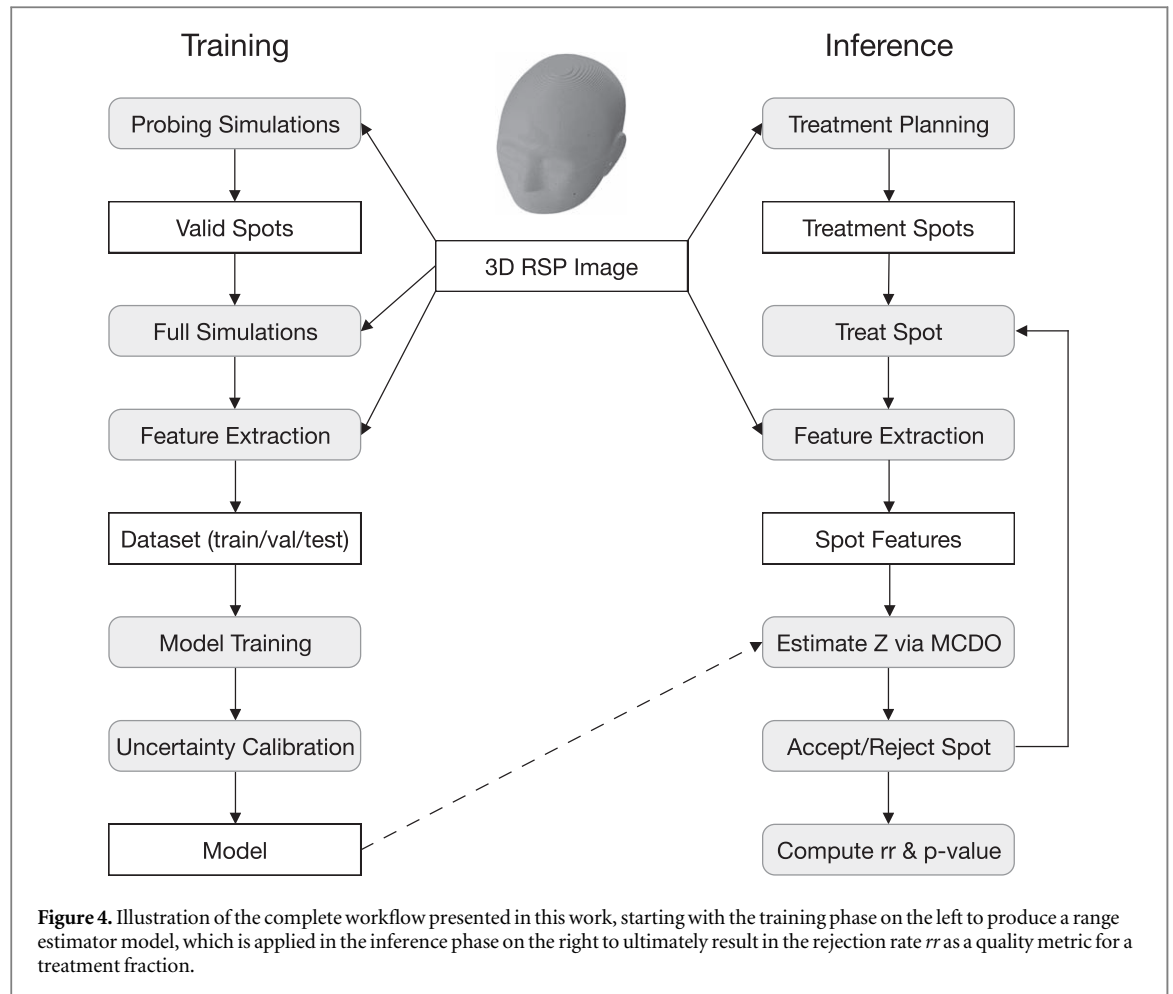 Training
Inference
Probing Simulations
Valid Spots
Full Simulations
Feature Extraction
Dataset (train/val/test)
Model Training
Uncertainty Calibration
Model
3D RSP Image
Treatment Planning
Treatment Spots
Treat Spot
Feature Extraction
Spot Features
Estimate Z via MCDO
Accept/Reject Spot
Compute rr & p-value
Figure 4. Illustration of the complete workflow presented in this work, starting with the training phase on the left to produce a range
estimator model, which is applied in the inference phase on the right to ultimately result in the rejection rate rr as a quality metric for a
treatment fraction.